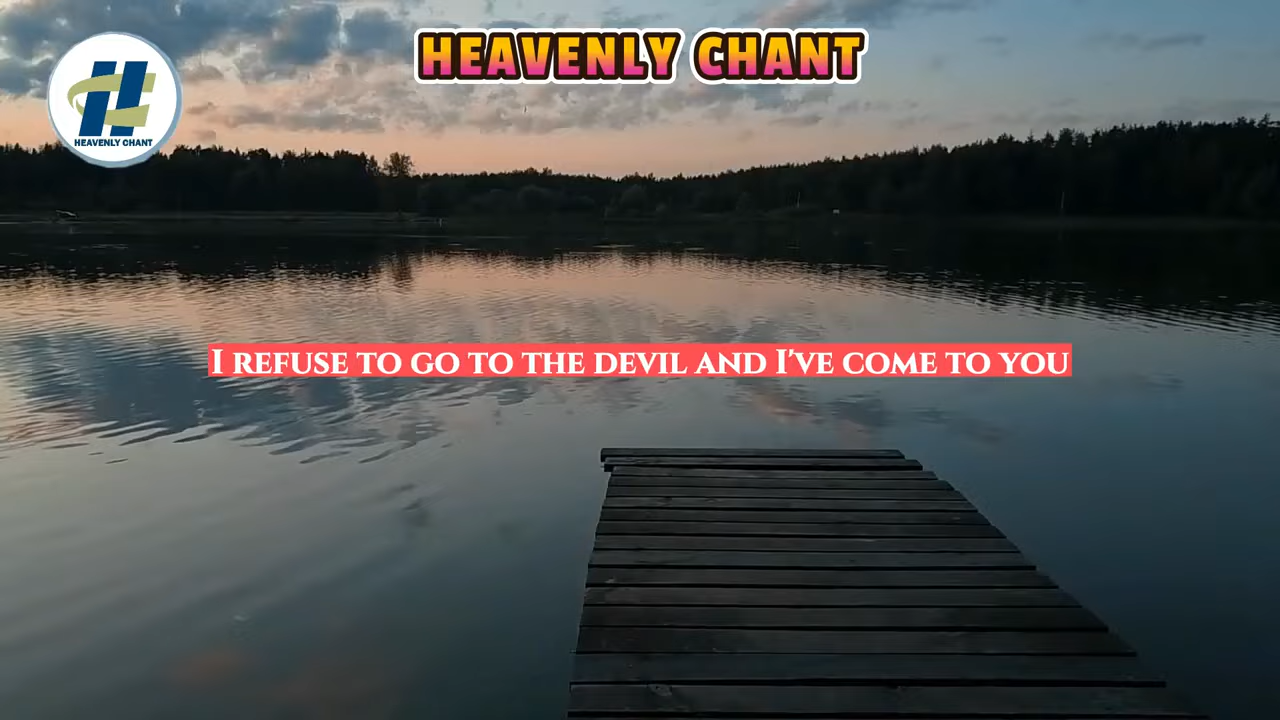 HEAVENLY CHANT
HEAVENLY CHANT
I REFUSE TO GO TO THE DEVIL AND I'VE COME TO YOU